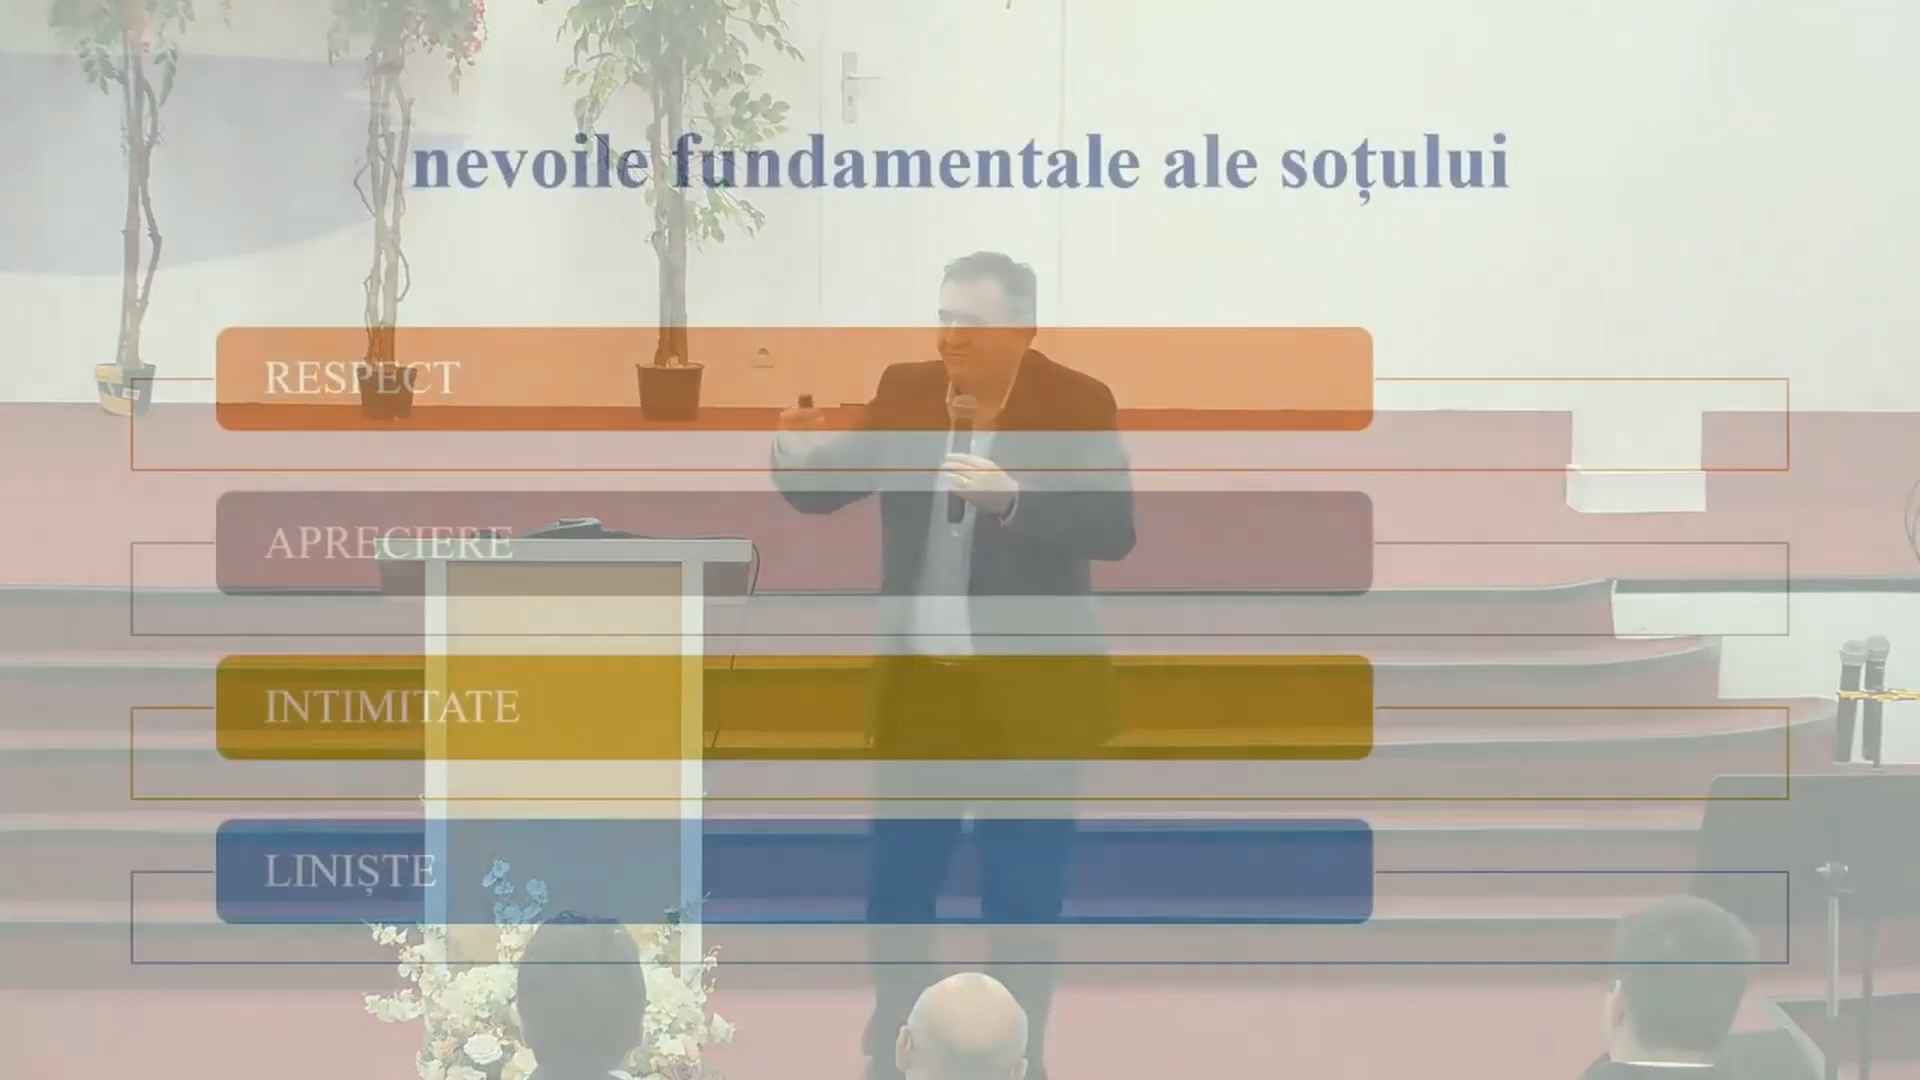 nevoile fundamentale ale soțului
RESPECT
APRECIERE
INTIMITATE
LINIȘTE